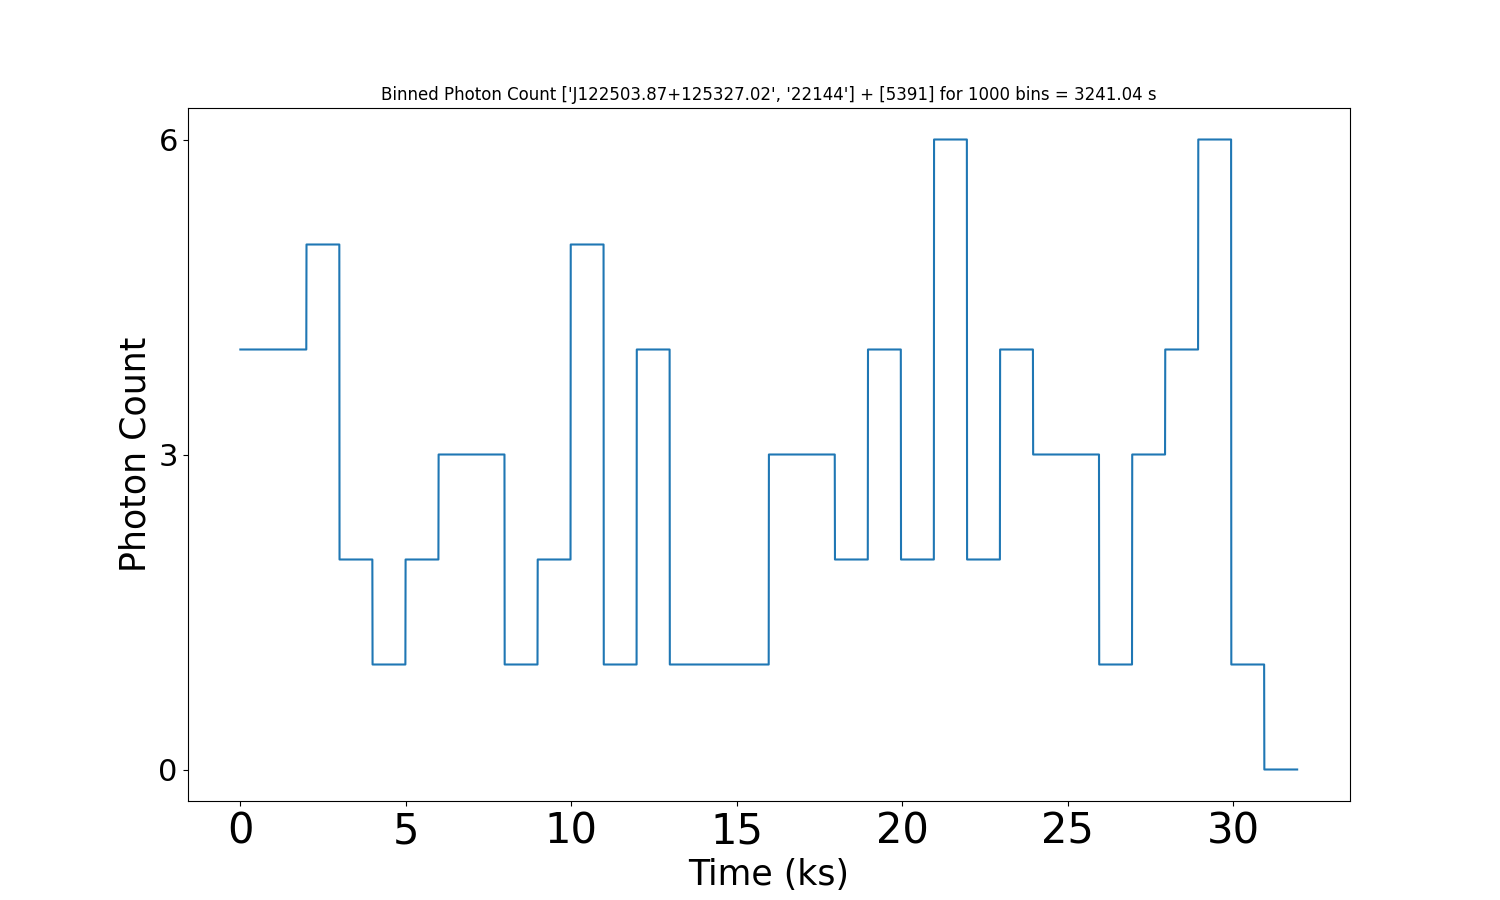 Binned Photon Count ['J122503.87+125327.02', '22144'] + [5391] for 1000 bins = 3241.04 s
Photon Count
6
3
0
0 5 10 15 20 25 30
Time (ks)